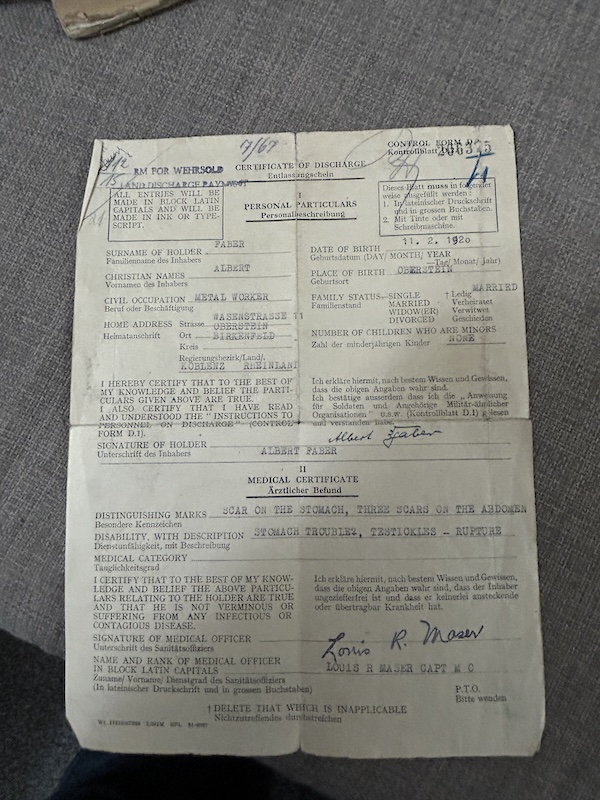 7/67
CONTROL FORM D.
Kontrollblatt D.1
RM FOR WEHRSOLD
AND DISCHARGE PAYMENT
CERTIFICATE OF DISCHARGE
Entlassungschein
ALL ENTRIES WILL BE
MADE IN BLOCK LATIN
CAPITALS AND WILL BE
MADE IN INK OR TYPE-
SCRIPT.
I
PERSONAL PARTICULARS
Personalbeschreibung
Dieses Blatt muss in folgender
weise ausgefüllt werden:
1. In lateinischer Druckschrift
und in grossen Buchstaben.
2. Mit Tinte oder mit
Schreibmaschine.
SURNAME OF HOLDER FABER
Familienname des Inhabers
CHRISTIAN NAMES ALBERT
Vornamen des Inhabers
CIVIL OCCUPATION METAL WORKER
Beruf oder Beschäftigung
HOME ADDRESS Strasse WASENSTRASSE 11
Heimatanschrift Ort OBERSTEIN
Kreis BIRKENFELD
Regierungsbezirk/Land/
KOBLENZ RHEINLAND
DATE OF BIRTH 11. 2. 1920
Geburtsdatum (DAY/ MONTH/ YEAR
Tag/ Monat/ Jahr)
PLACE OF BIRTH OBERSTEIN
Geburtsort
FAMILY STATUS—SINGLE † Ledig MARRIED
Familienstand MARRIED Verheiratet
WIDOW(ER) Verwitwet
DIVORCED Geschieden
NUMBER OF CHILDREN WHO ARE MINORS
Zahl der minderjährigen Kinder NONE
I HEREBY CERTIFY THAT TO THE BEST OF
MY KNOWLEDGE AND BELIEF THE PARTI-
CULARS GIVEN ABOVE ARE TRUE.
I ALSO CERTIFY THAT I HAVE READ
AND UNDERSTOOD THE "INSTRUCTIONS TO
PERSONNEL ON DISCHARGE" (CONTROL
FORM D.1).
SIGNATURE OF HOLDER
Unterschrift des Inhabers ALBERT FABER
Ich erkläre hiermit, nach bestem Wissen und Gewissen,
dass die obigen Angaben wahr sind.
Ich bestätige ausserdem dass ich die „Anweisung
für Soldaten und Angehörige Militär-ähnlicher
Organisationen" u.s.w. (Kontrollblatt D.1) gelesen
und verstanden habe.
Albert Faber
II
MEDICAL CERTIFICATE
Ärztlicher Befund
DISTINGUISHING MARKS SCAR ON THE STOMACH, THREE SCARS ON THE ABDOMEN
Besondere Kennzeichen
DISABILITY, WITH DESCRIPTION STOMACH TROUBLEZ, TESTICKLES - RUPTURE
Dienstunfähigkeit, mit Beschreibung
MEDICAL CATEGORY
Tauglichkeitsgrad
I CERTIFY THAT TO THE BEST OF MY KNOW-
LEDGE AND BELIEF THE ABOVE PARTICU-
LARS RELATING TO THE HOLDER ARE TRUE
AND THAT HE IS NOT VERMINOUS OR
SUFFERING FROM ANY INFECTIOUS OR
CONTAGIOUS DISEASE.
Ich erkläre hiermit, nach bestem Wissen und Gewissen,
dass die obigen Angaben wahr sind, dass der Inhaber
ungezieferfrei ist und dass er keinerlei ansteckende
oder übertragbar Krankheit hat.
SIGNATURE OF MEDICAL OFFICER
Unterschrift des Sanitätsoffiziers
Louis R. Maser
NAME AND RANK OF MEDICAL OFFICER
IN BLOCK LATIN CAPITALS LOUIS R MASER CAPT M C
Zuname/ Vorname/ Dienstgrad des Sanitätsoffiziers
(In lateinischer Druckschrift und in grossen Buchstaben)
P.T.O.
Bitte wenden
† DELETE THAT WHICH IS INAPPLICABLE
Nichtzutreffendes durchstreichen